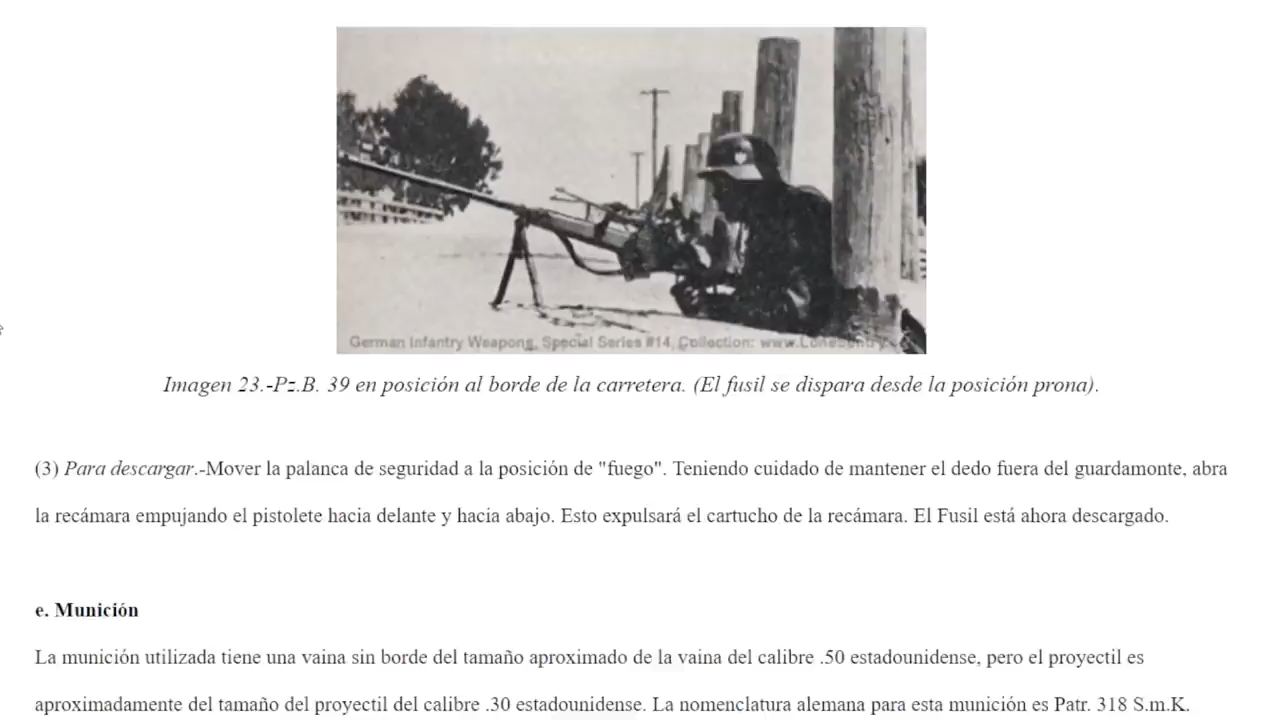 German Infantry Weapons, Special Series #14, Collection: www.LoneSentry.
Imagen 23.-Pz.B. 39 en posición al borde de la carretera. (El fusil se dispara desde la posición prona).
(3) Para descargar.-Mover la palanca de seguridad a la posición de "fuego". Teniendo cuidado de mantener el dedo fuera del guardamonte, abra
la recámara empujando el pistolete hacia delante y hacia abajo. Esto expulsará el cartucho de la recámara. El Fusil está ahora descargado.
e. Munición
La munición utilizada tiene una vaina sin borde del tamaño aproximado de la vaina del calibre .50 estadounidense, pero el proyectil es
aproximadamente del tamaño del proyectil del calibre .30 estadounidense. La nomenclatura alemana para esta munición es Patr. 318 S.m.K.